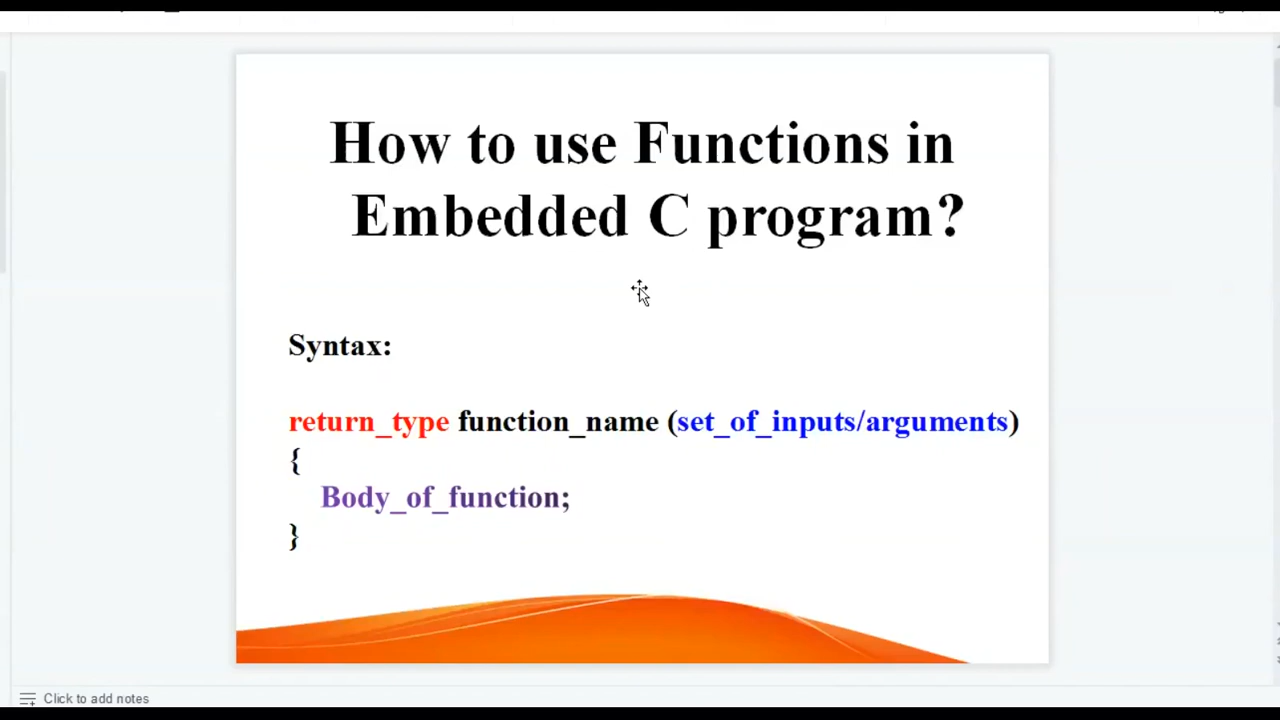 How to use Functions in
Embedded C program?
Syntax:
return_type function_name (set_of_inputs/arguments)
{
Body_of_function;
}
Click to add notes